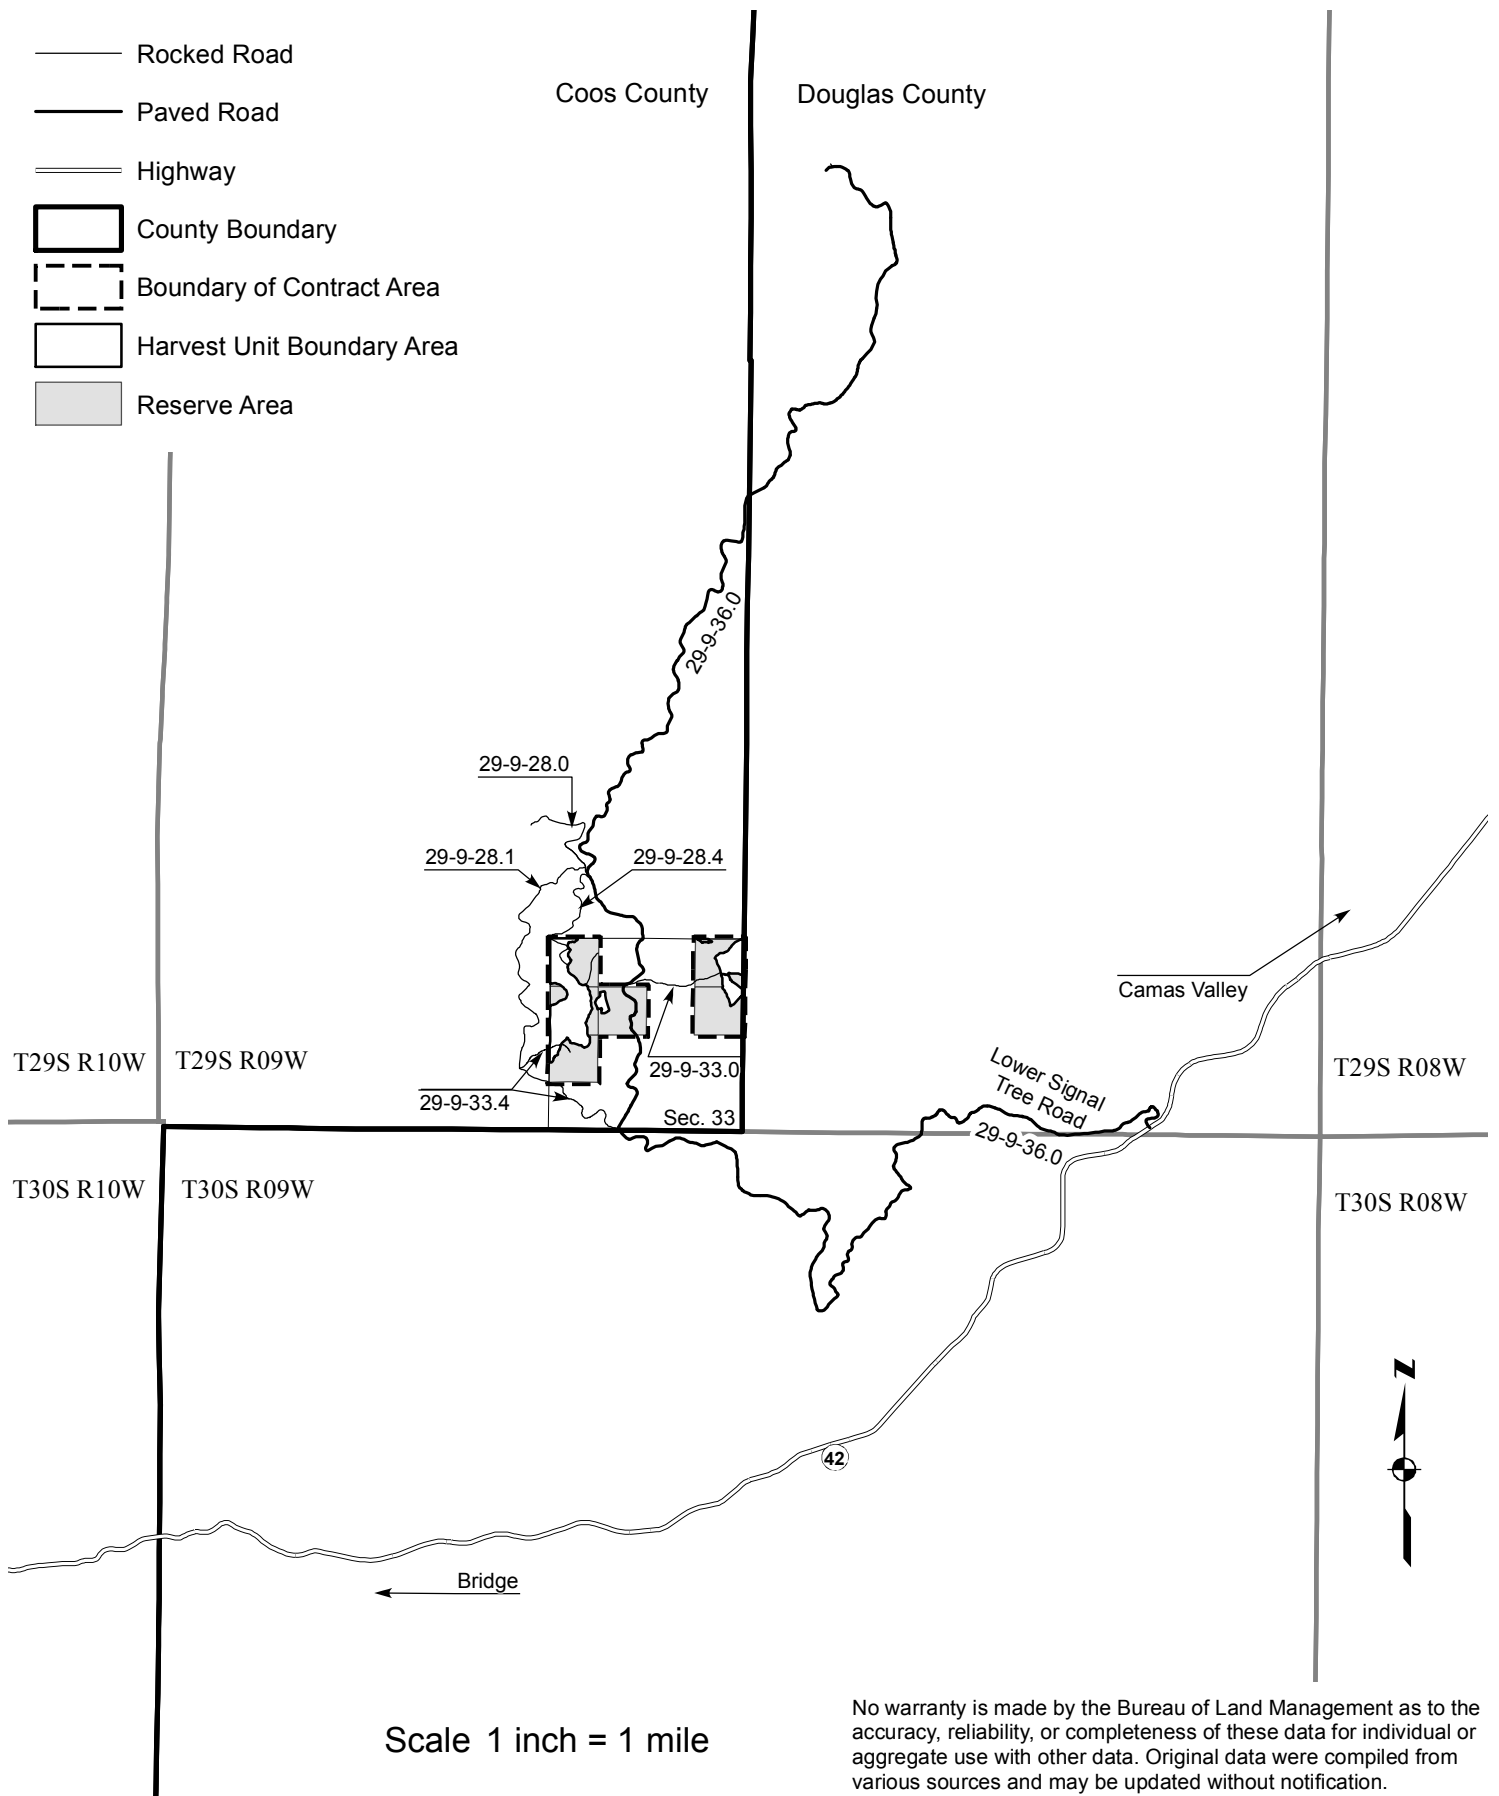 Rocked Road
Paved Road
Highway
County Boundary
Boundary of Contract Area
Harvest Unit Boundary Area
Reserve Area
Coos County
Douglas County
29-9-36.0
29-9-28.0
29-9-28.1
29-9-28.4
Camas Valley
T29S R10W
T29S R09W
29-9-33.0
29-9-33.4
Sec. 33
Lower Signal
Tree Road
29-9-36.0
T29S R08W
T30S R10W
T30S R09W
T30S R08W
42
N
Bridge
Scale 1 inch = 1 mile
No warranty is made by the Bureau of Land Management as to the
accuracy, reliability, or completeness of these data for individual or
aggregate use with other data. Original data were compiled from
various sources and may be updated without notification.